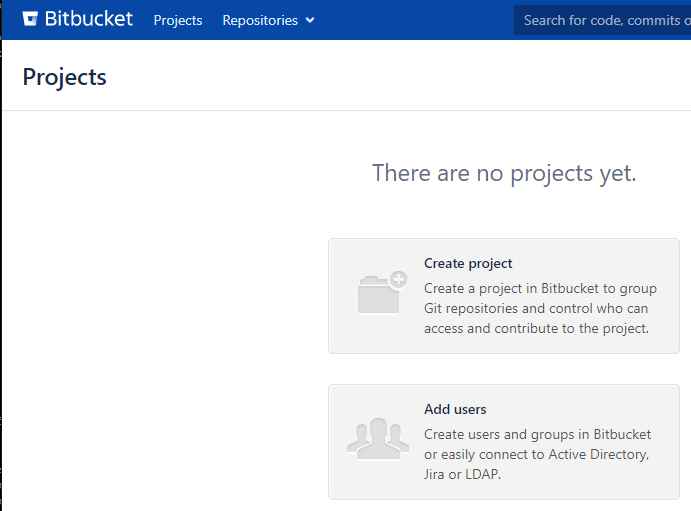 Bitbucket Projects Repositories Search for code, commits o
Projects
There are no projects yet.
Create project
Create a project in Bitbucket to group
Git repositories and control who can
access and contribute to the project.
Add users
Create users and groups in Bitbucket
or easily connect to Active Directory,
Jira or LDAP.